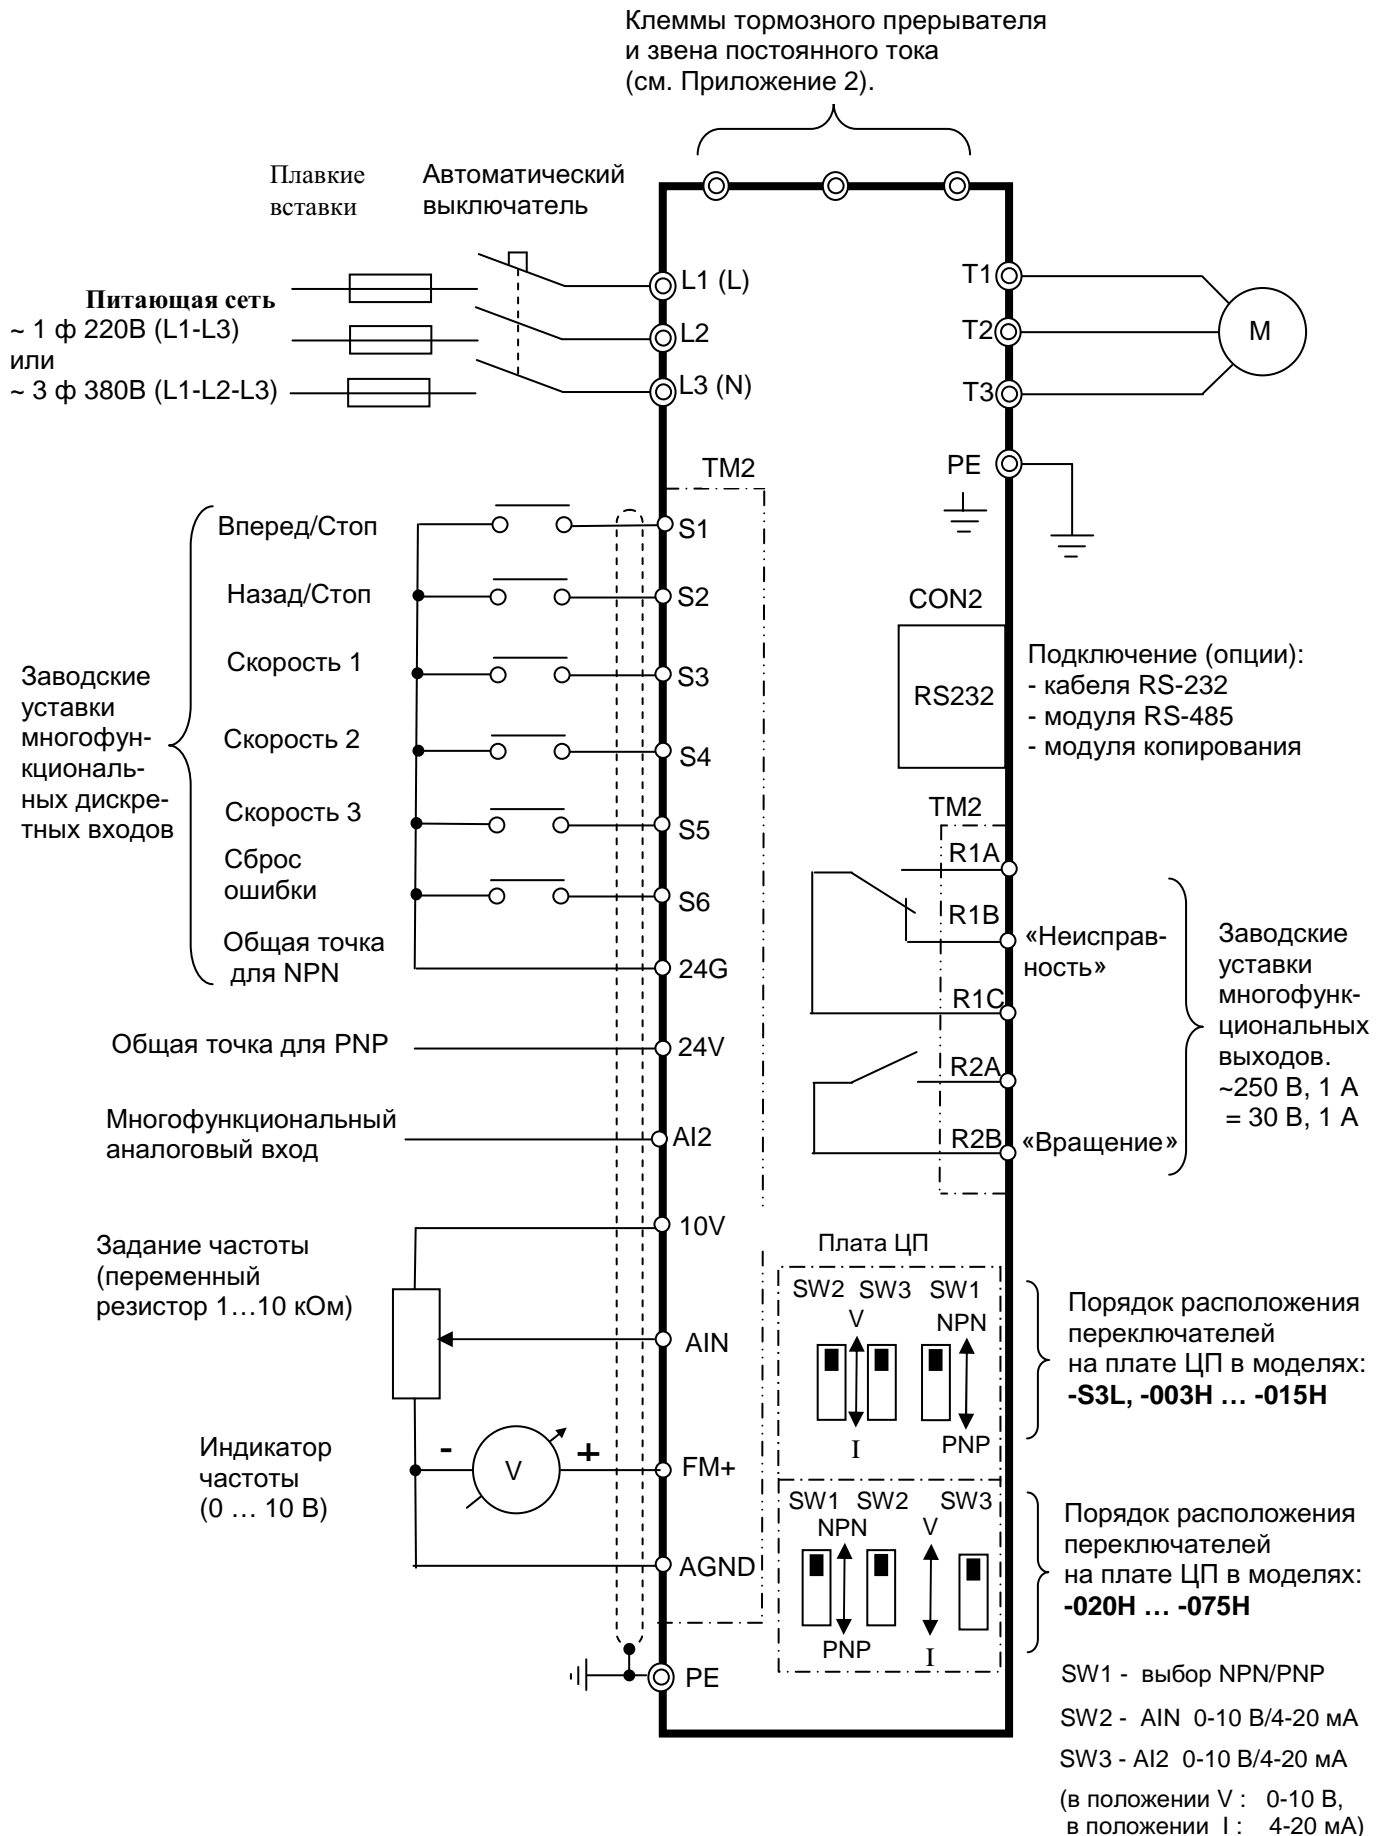 Клеммы тормозного прерывателя
и звена постоянного тока
(см. Приложение 2).
Плавкие
вставки
Автоматический
выключатель
Питающая сеть
~ 1 ф 220В (L1-L3)
или
~ 3 ф 380В (L1-L2-L3)
L1 (L)
L2
L3 (N)
T1
T2
T3
M
PE
TM2
Заводские
уставки
многофун-
кциональ-
ных дискре-
тных входов
Вперед/Стоп
S1
Назад/Стоп
S2
Скорость 1
S3
Скорость 2
S4
Скорость 3
S5
Сброс
ошибки
S6
Общая точка
для NPN
24G
Общая точка для PNP
24V
Многофункциональный
аналоговый вход
AI2
CON2
RS232
Подключение (опции):
- кабеля RS-232
- модуля RS-485
- модуля копирования
TM2
R1A
R1B
R1C
R2A
R2B
«Неисправ-
ность»
«Вращение»
Заводские
уставки
многофунк-
циональных
выходов.
~250 В, 1 А
= 30 В, 1 А
Задание частоты
(переменный
резистор 1…10 кОм)
10V
AIN
Индикатор
частоты
(0 … 10 В)
- V +
FM+
AGND
PE
Плата ЦП
SW2 SW3 SW1
V NPN
I PNP
Порядок расположения
переключателей
на плате ЦП в моделях:
-S3L, -003H … -015H
SW1 SW2 SW3
NPN V
PNP I
Порядок расположения
переключателей
на плате ЦП в моделях:
-020H … -075H
SW1 - выбор NPN/PNP
SW2 - AIN 0-10 В/4-20 мА
SW3 - AI2 0-10 В/4-20 мА
(в положении V : 0-10 В,
в положении I : 4-20 мА)